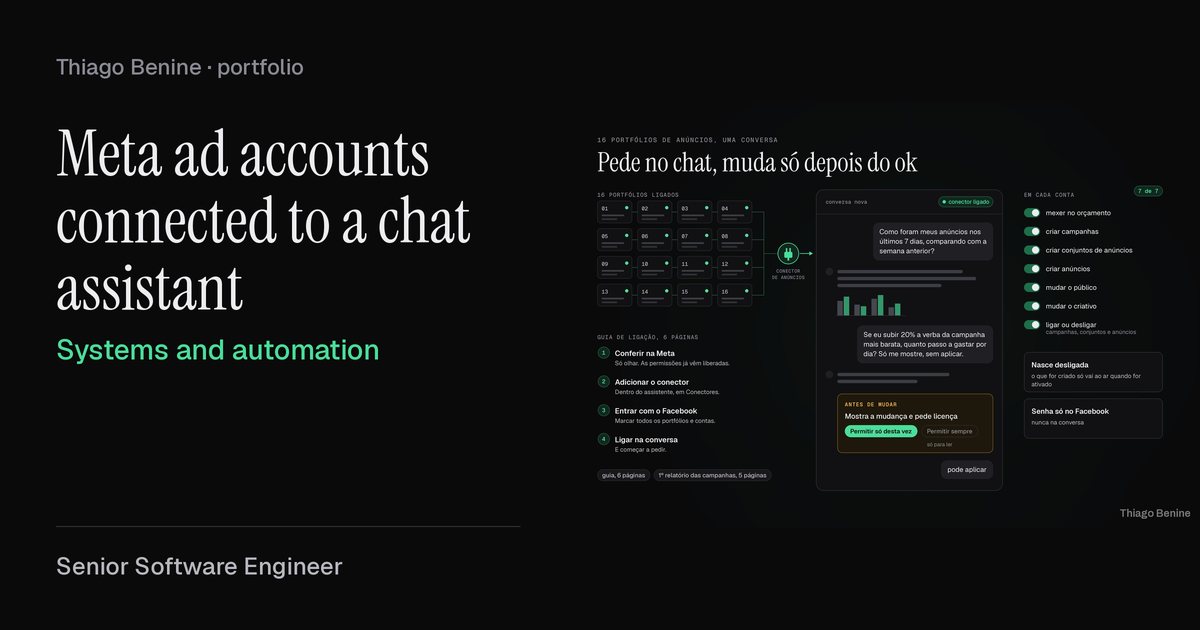 Thiago Benine · portfolio
Meta ad accounts
connected to a chat
assistant
Systems and automation
Senior Software Engineer
16 PORTFÓLIOS DE ANÚNCIOS, UMA CONVERSA
Pede no chat, muda só depois do ok
16 PORTFÓLIOS LIGADOS
01 02 03 04
05 06 07 08
09 10 11 12
13 14 15 16
CONECTOR
DE ANÚNCIOS
GUIA DE LIGAÇÃO, 6 PÁGINAS
1 Conferir na Meta
Só olhar. As permissões já vêm liberadas.
2 Adicionar o conector
Dentro do assistente, em Conectores.
3 Entrar com o Facebook
Marcar todos os portfólios e contas.
4 Ligar na conversa
E começar a pedir.
guia, 6 páginas
1º relatório das campanhas, 5 páginas
conversa nova
conector ligado
Como foram meus anúncios nos
últimos 7 dias, comparando com a
semana anterior?
Se eu subir 20% a verba da campanha
mais barata, quanto passo a gastar por
dia? Só me mostre, sem aplicar.
ANTES DE MUDAR
Mostra a mudança e pede licença
Permitir só desta vez
Permitir sempre
só para ler
pode aplicar
EM CADA CONTA
7 de 7
mexer no orçamento
criar campanhas
criar conjuntos de anúncios
criar anúncios
mudar o público
mudar o criativo
ligar ou desligar
campanhas, conjuntos e anúncios
Nasce desligada
o que for criado só vai ao ar quando for
ativado
Senha só no Facebook
nunca na conversa
Thiago Benine